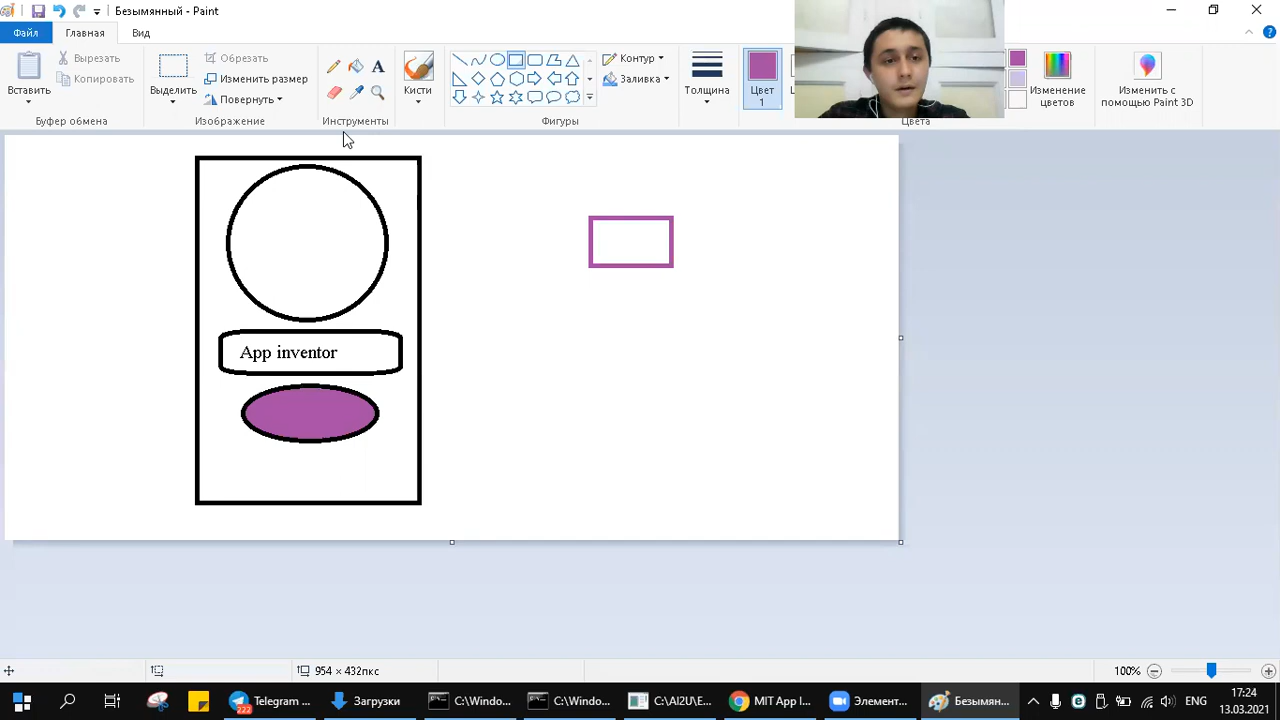 Безымянный - Paint
Файл
Главная
Вид
Вставить
Вырезать
Копировать
Буфер обмена
Выделить
Обрезать
Изменить размер
Повернуть
Изображение
A
Инструменты
Кисти
Контур
Заливка
Фигуры
Толщина
Цвет
1
Изменение
цветов
Цвета
Изменить с
помощью Paint 3D
App inventor
954 × 432пкс
100%
Telegram ...
Загрузки
C:\Windo...
C:\Windo...
C:\AI2U\E...
MIT App I...
Элемент...
Безымян...
ENG
17:24
13.03.2021